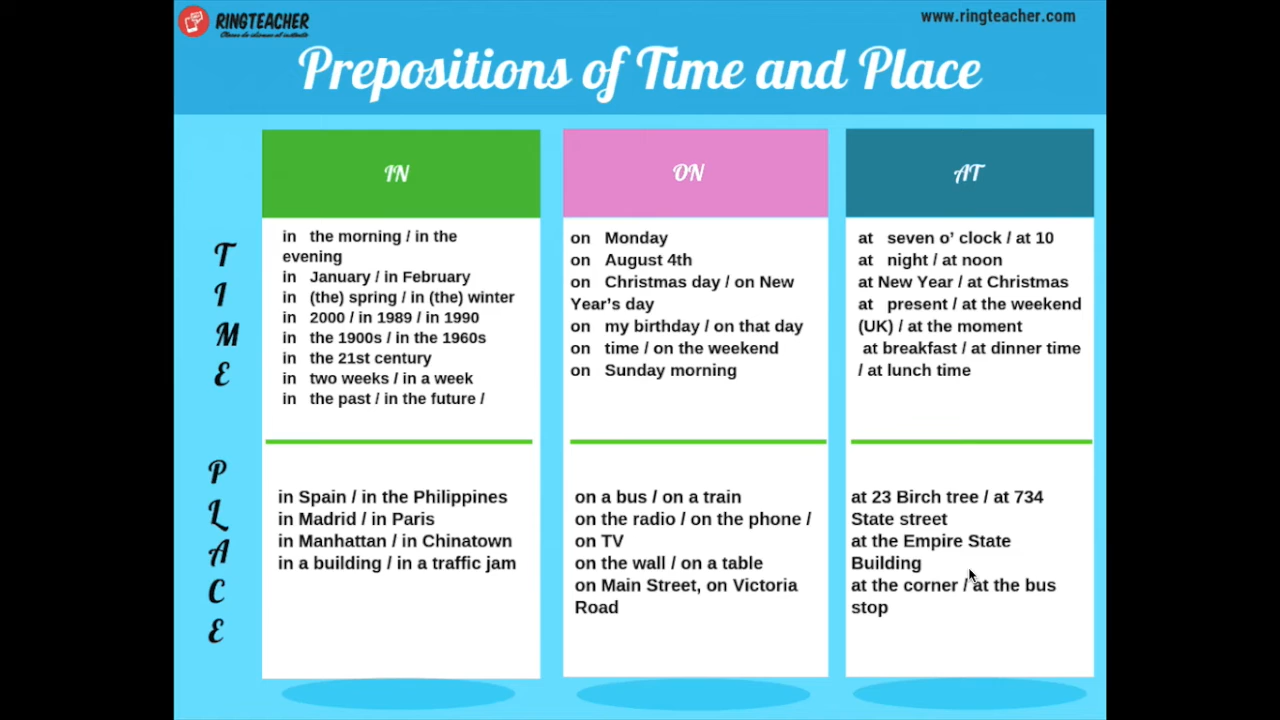 RINGTEACHER
Clases de idiomas al instante
www.ringteacher.com
Prepositions of Time and Place
IN
ON
AT
TIME
in the morning / in the
evening
in January / in February
in (the) spring / in (the) winter
in 2000 / in 1989 / in 1990
in the 1900s / in the 1960s
in the 21st century
in two weeks / in a week
in the past / in the future /
on Monday
on August 4th
on Christmas day / on New
Year’s day
on my birthday / on that day
on time / on the weekend
on Sunday morning
at seven o’ clock / at 10
at night / at noon
at New Year / at Christmas
at present / at the weekend
(UK) / at the moment
at breakfast / at dinner time
/ at lunch time
PLACE
in Spain / in the Philippines
in Madrid / in Paris
in Manhattan / in Chinatown
in a building / in a traffic jam
on a bus / on a train
on the radio / on the phone /
on TV
on the wall / on a table
on Main Street, on Victoria
Road
at 23 Birch tree / at 734
State street
at the Empire State
Building
at the corner / at the bus
stop